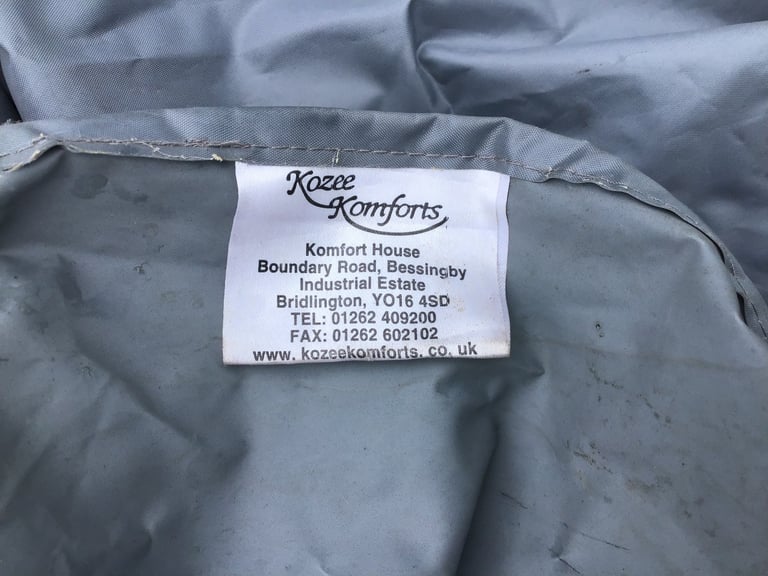 Kozee
Komforts
Komfort House
Boundary Road, Bessingby
Industrial Estate
Bridlington, YO16 4SD
TEL: 01262 409200
FAX: 01262 602102
www. kozeekomforts. co. uk